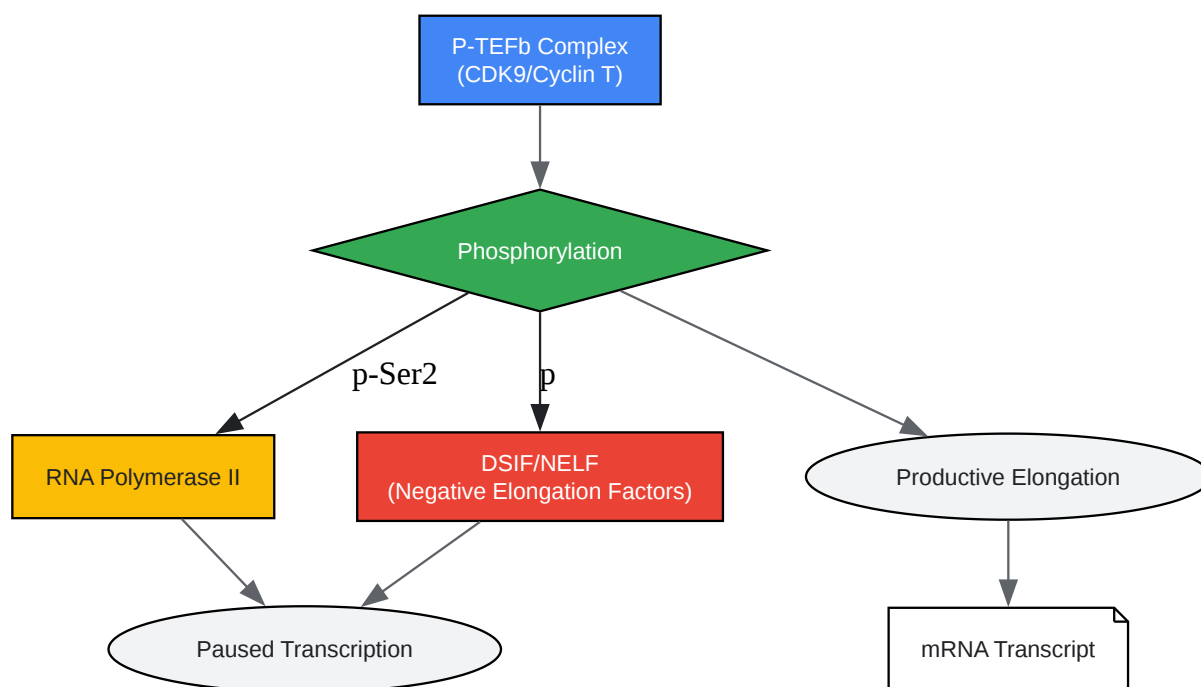 P-TEFb Complex
(CDK9/Cyclin T)
Phosphorylation
p-Ser2
p
RNA Polymerase II
DSIF/NELF
(Negative Elongation Factors)
Productive Elongation
Paused Transcription
mRNA Transcript